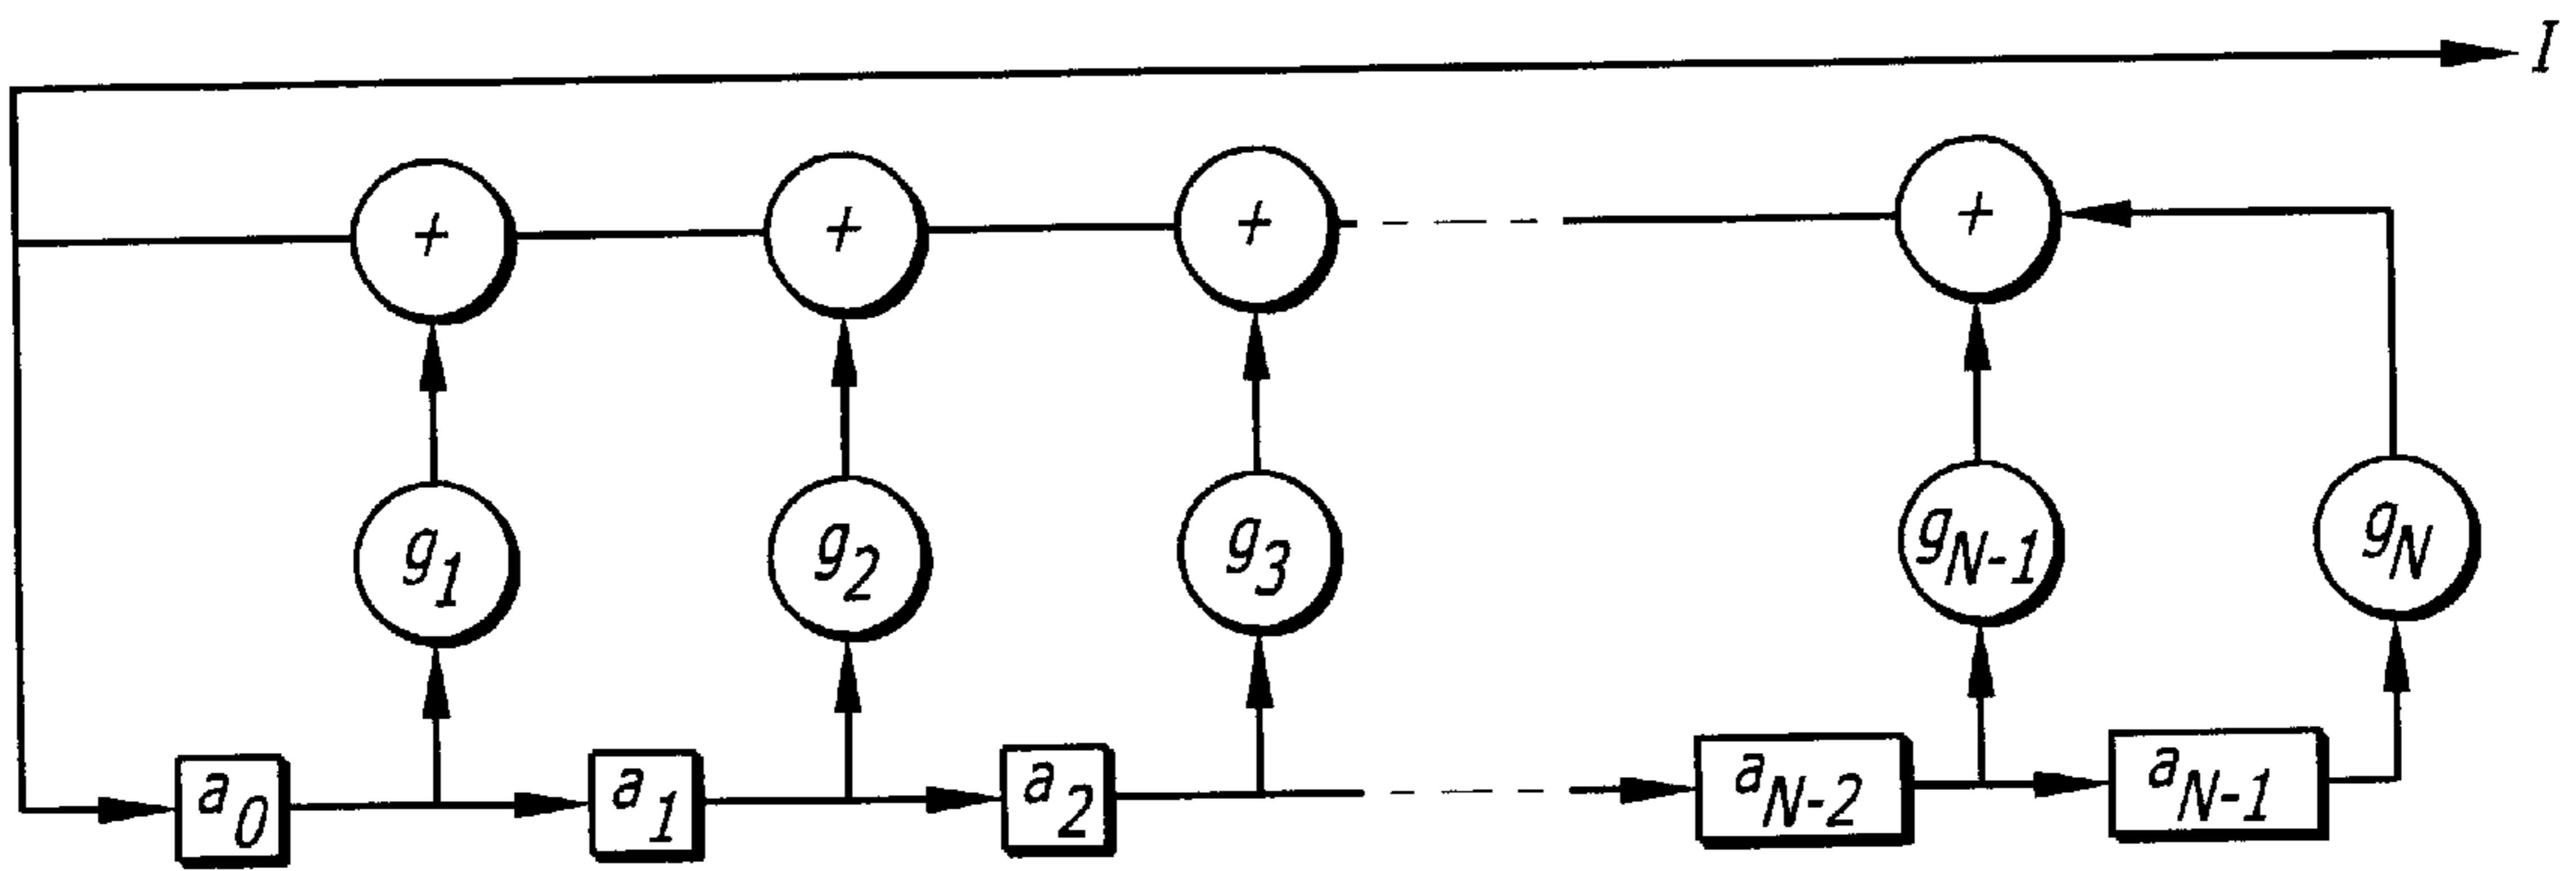 I
+ + + +
g1 g2 g3 gN-1 gN
a0 a1 a2 aN-2 aN-1